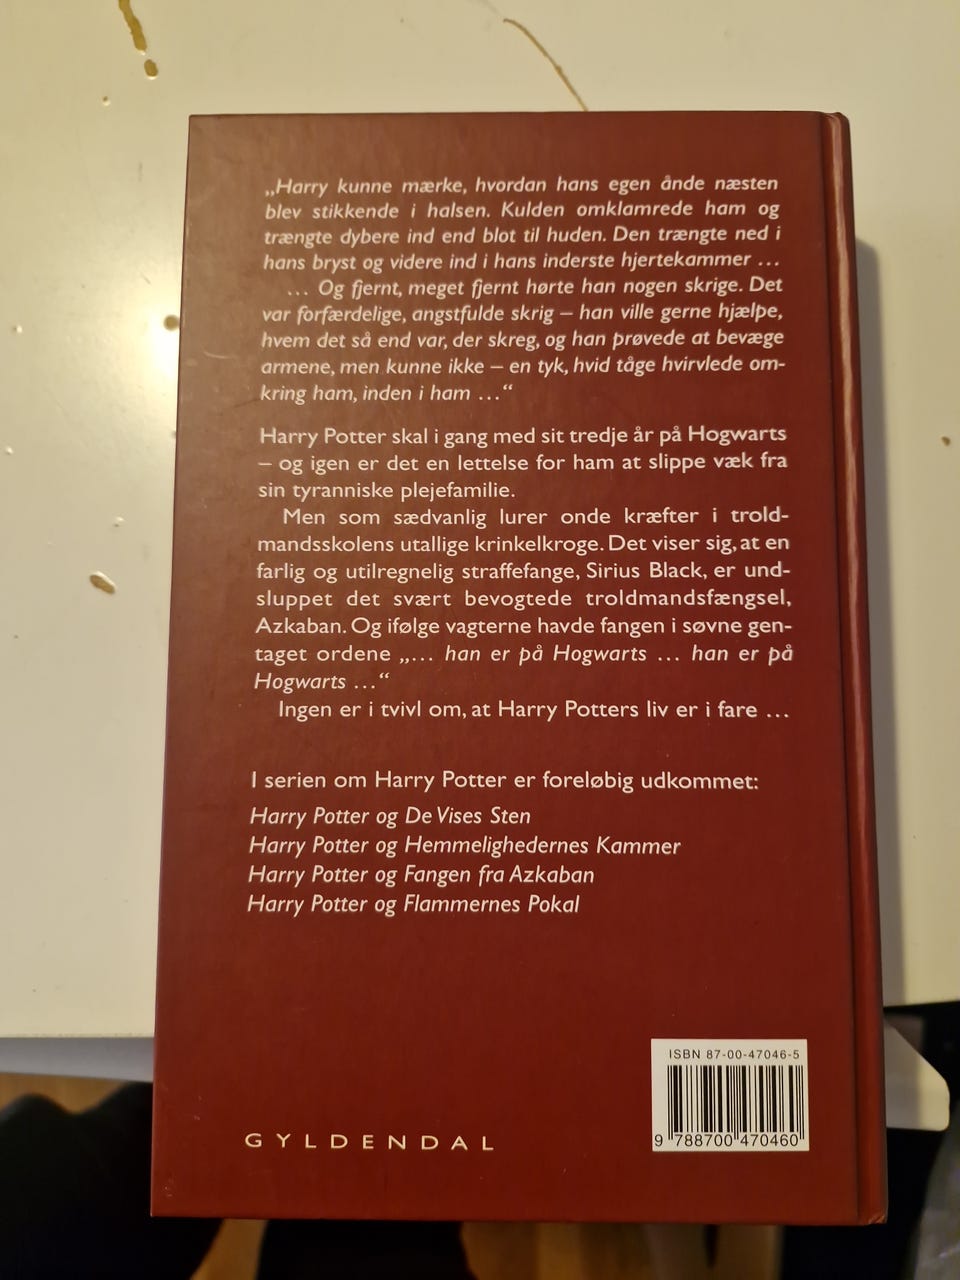 „Harry kunne mærke, hvordan hans egen ånde næsten
blev stikkende i halsen. Kulden omklamrede ham og
trængte dybere ind end blot til huden. Den trængte ned i
hans bryst og videre ind i hans inderste hjertekammer ...
... Og fjernt, meget fjernt hørte han nogen skrige. Det
var forfærdelige, angstfulde skrig – han ville gerne hjælpe,
hvem det så end var, der skreg, og han prøvede at bevæge
armene, men kunne ikke – en tyk, hvid tåge hvirvlede om-
kring ham, inden i ham ...“
Harry Potter skal i gang med sit tredje år på Hogwarts
– og igen er det en lettelse for ham at slippe væk fra
sin tyranniske plejefamilie.
Men som sædvanlig lurer onde kræfter i trold-
mandsskolens utallige krinkelkroge. Det viser sig, at en
farlig og utilregnelig straffefange, Sirius Black, er und-
sluppet det svært bevogtede troldmandsfængsel,
Azkaban. Og ifølge vagterne havde fangen i søvne gen-
taget ordene „... han er på Hogwarts ... han er på
Hogwarts ...“
Ingen er i tvivl om, at Harry Potters liv er i fare ...
I serien om Harry Potter er foreløbig udkommet:
Harry Potter og De Vises Sten
Harry Potter og Hemmelighedernes Kammer
Harry Potter og Fangen fra Azkaban
Harry Potter og Flammernes Pokal
ISBN 87-00-47046-5
9 788700 470460
GYLDENDAL